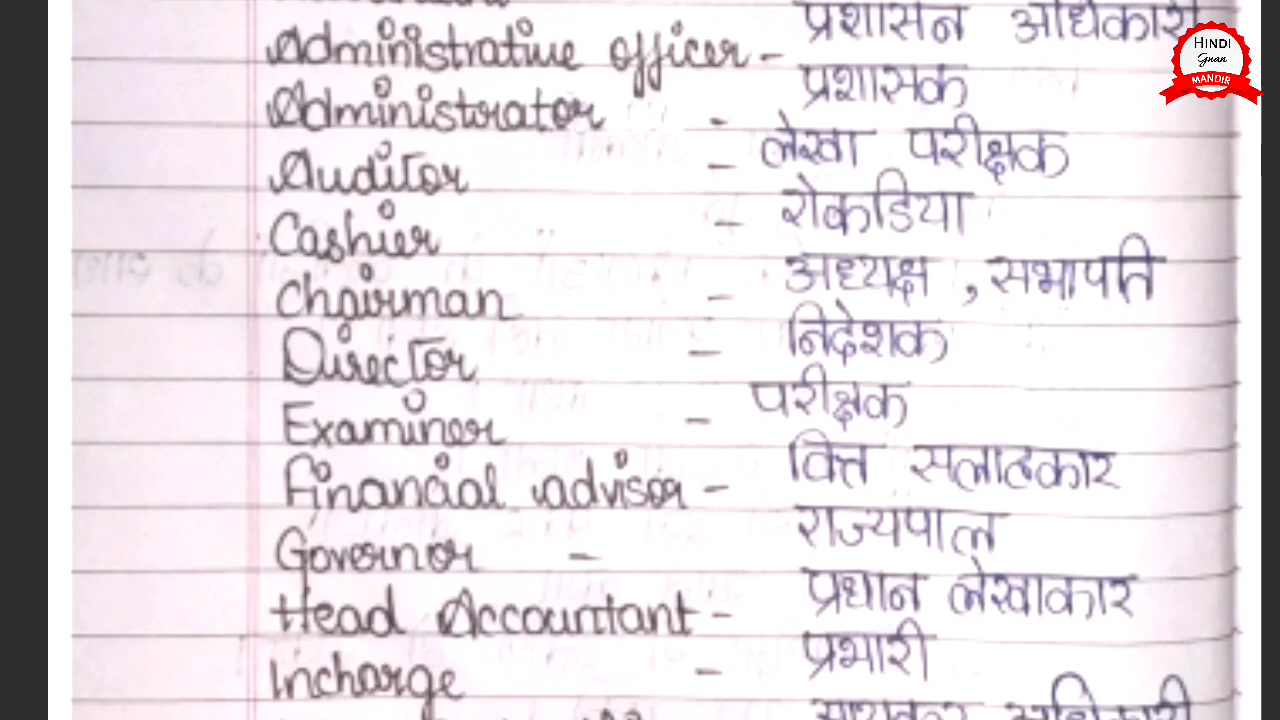 Administrative officer - प्रशासन अधिकारी
Administrator - प्रशासक
Auditor - लेखा परीक्षक
Cashier - रोकडिया
Chairman - अध्यक्ष , सभापति
Director - निदेशक
Examiner - परीक्षक
Financial advisor - वित्त सलाहकार
Governor - राज्यपाल
Head Accountant - प्रधान लेखाकार
Incharge - प्रभारी
HINDI
Gnan
MANDIR